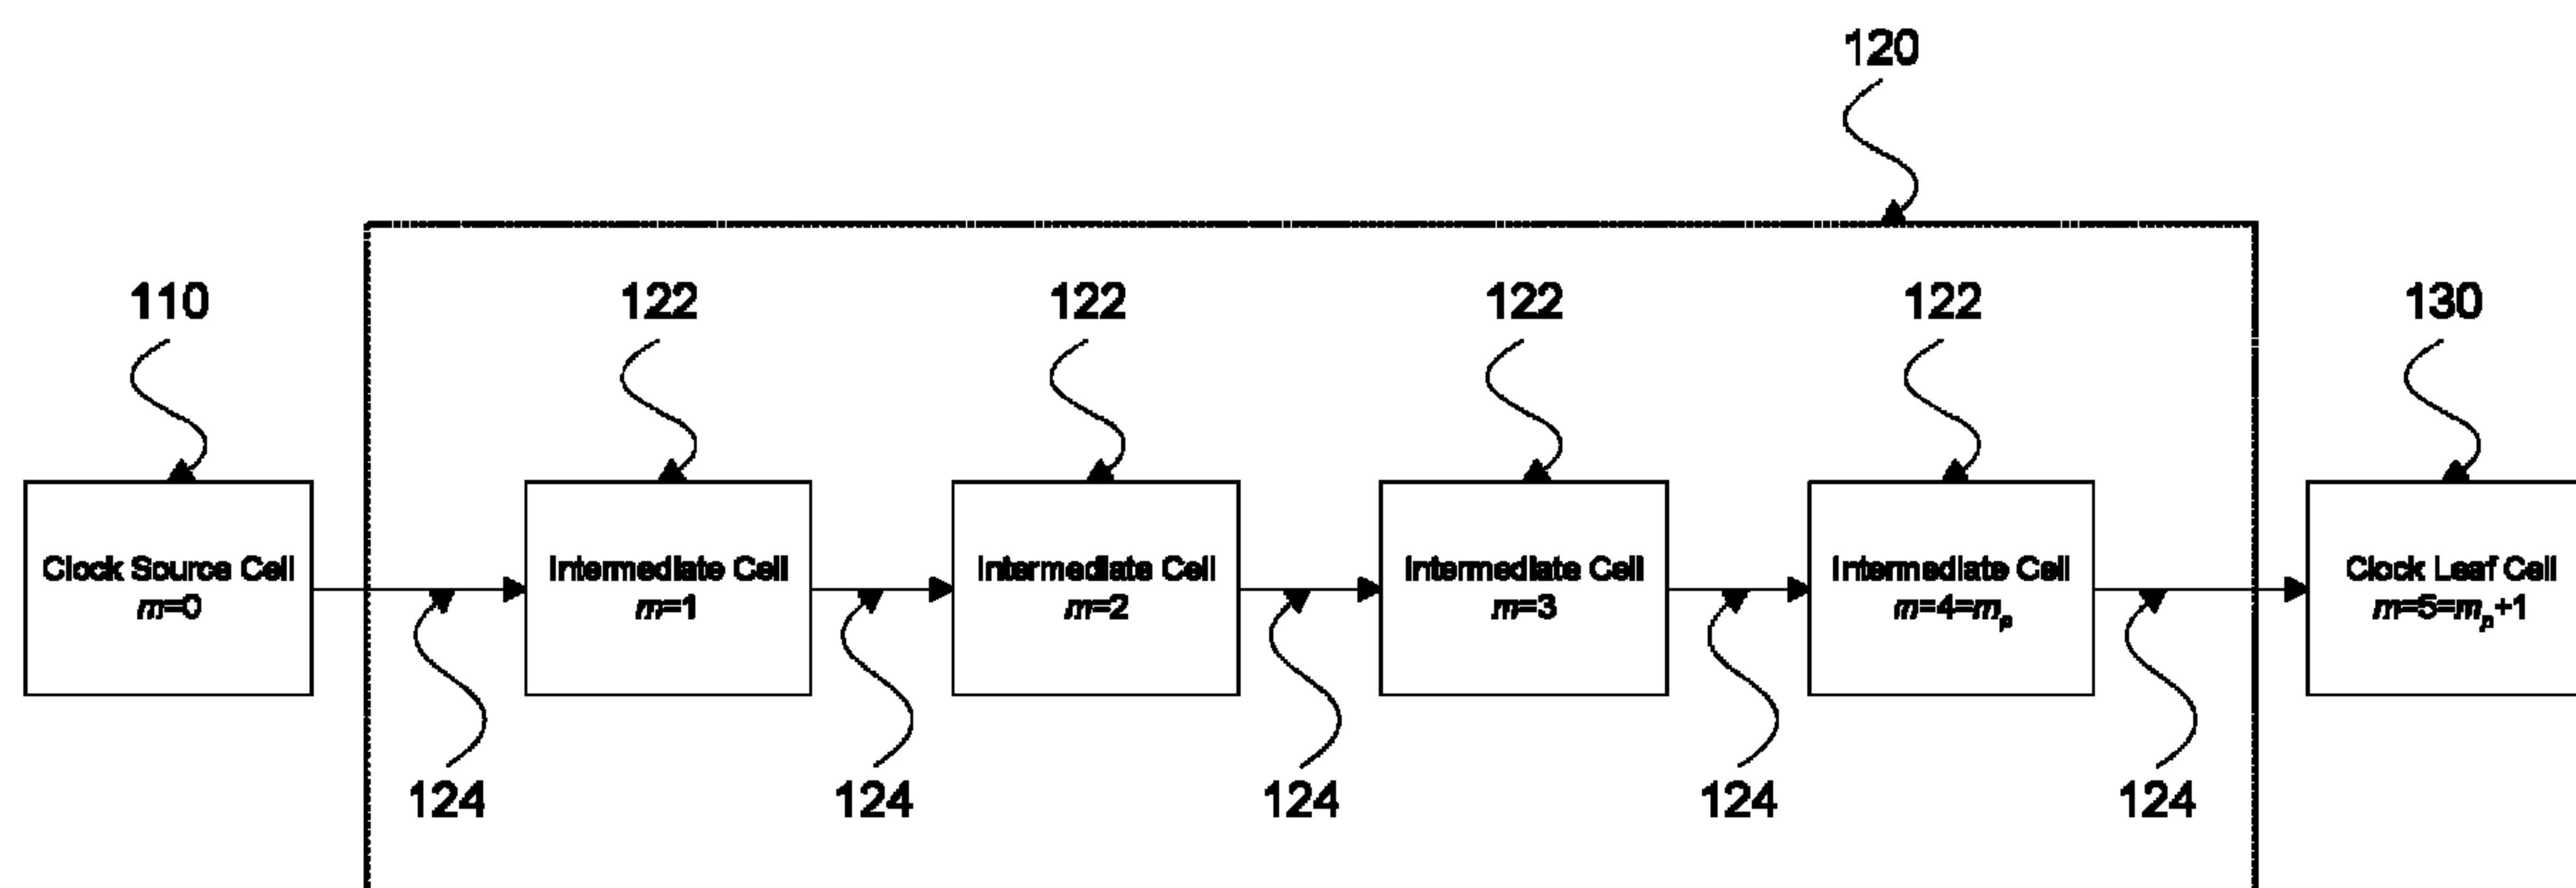 120
110
122
122
122
122
130
Clock Source Cell
m=0
Intermediate Cell
m=1
Intermediate Cell
m=2
Intermediate Cell
m=3
Intermediate Cell
m=4=mₚ
Clock Leaf Cell
m=5=mₚ+1
124
124
124
124
124